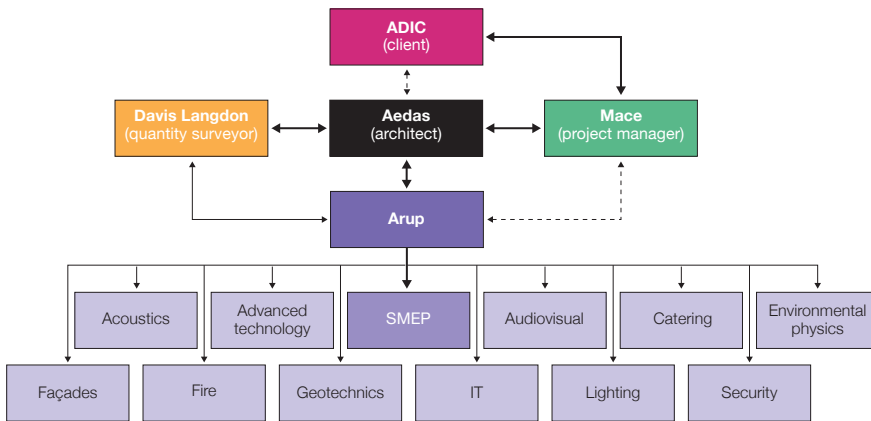 ADIC
(client)
Davis Langdon
(quantity surveyor)
Aedas
(architect)
Mace
(project manager)
Arup
Acoustics
Advanced
technology
SMEP
Audiovisual
Catering
Environmental
physics
Façades
Fire
Geotechnics
IT
Lighting
Security